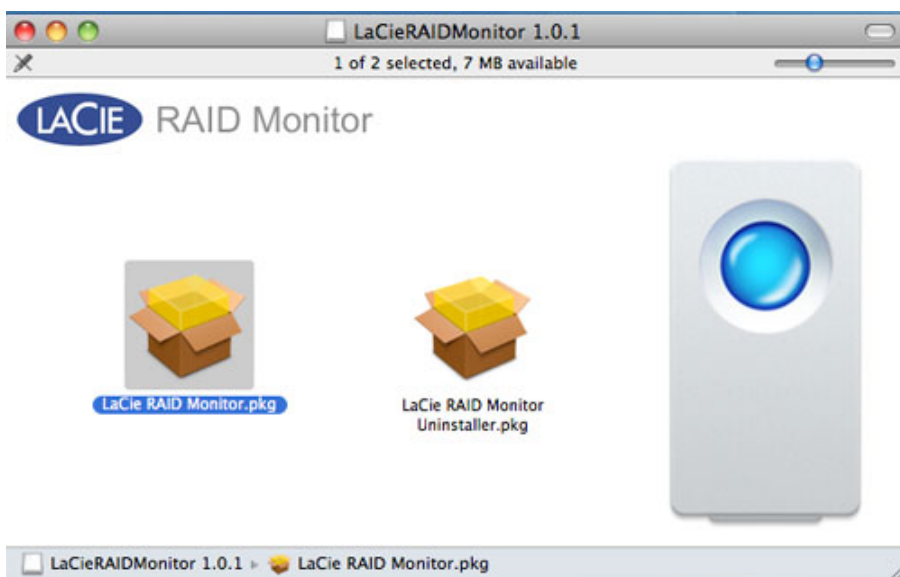 LaCieRAIDMonitor 1.0.1
1 of 2 selected, 7 MB available
LACIE RAID Monitor
LaCie RAID Monitor.pkg
LaCie RAID Monitor
Uninstaller.pkg
LaCieRAIDMonitor 1.0.1 ▸ LaCie RAID Monitor.pkg